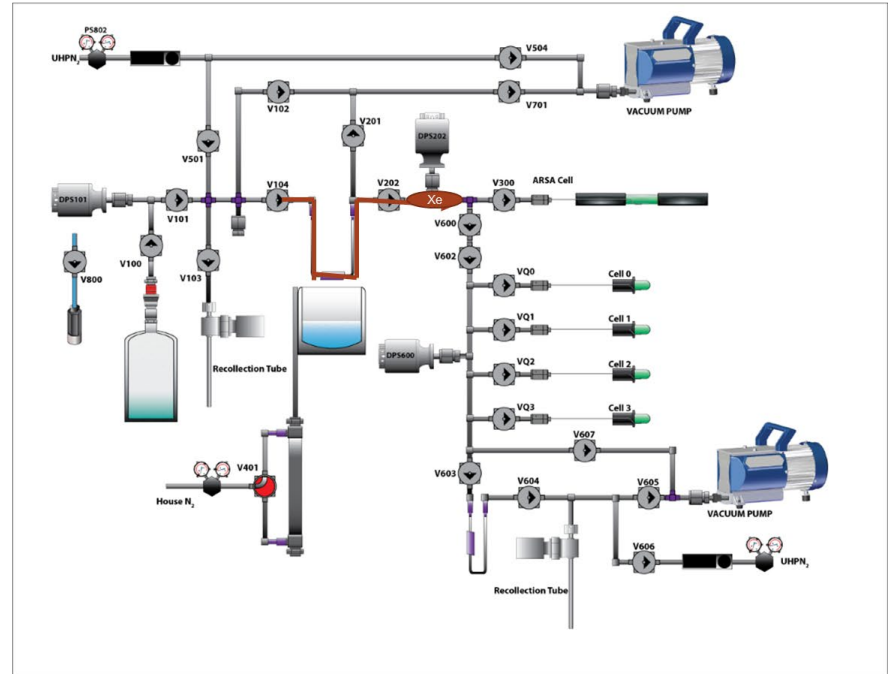 PS802
UHPN2
V504
VACUUM PUMP
V102
V701
V201
DPS202
V501
ARSA Cell
DPS101
V101
V104
V202
Xe
V300
V600
V800
V100
V103
V602
VQ0
Cell 0
VQ1
Cell 1
Recollection Tube
DPS600
VQ2
Cell 2
VQ3
Cell 3
V401
V607
House N2
V603
V604
V605
VACUUM PUMP
V606
UHPN2
Recollection Tube